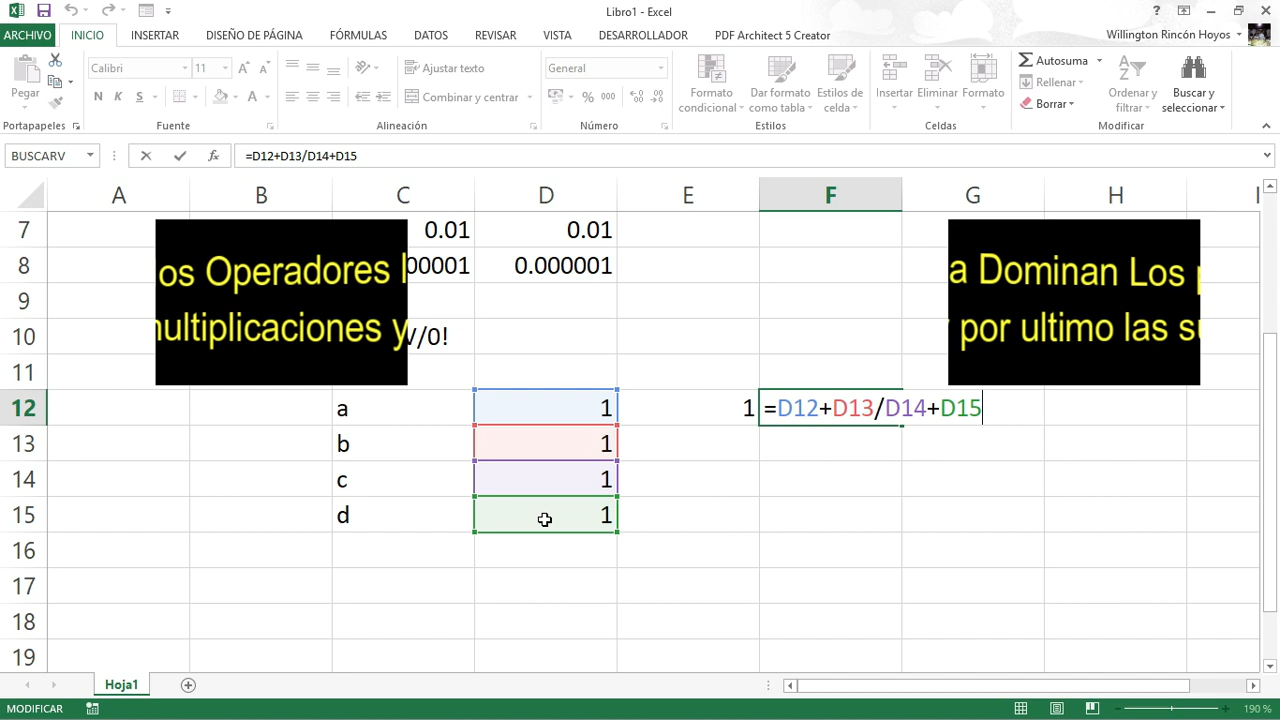 Libro1 - Excel
ARCHIVO INICIO INSERTAR DISEÑO DE PÁGINA FÓRMULAS DATOS REVISAR VISTA DESARROLLADOR PDF Architect 5 Creator Willington Rincón Hoyos
Calibri 11 Ajustar texto General Autosuma
Pegar Formato condicional Dar formato como tabla Estilos de celda Insertar Eliminar Formato Rellenar Ordenar y filtrar Buscar y seleccionar
N K S Combinar y centrar % 000 Borrar
Portapapeles Fuente Alineación Número Estilos Celdas Modificar
BUSCARV =D12+D13/D14+D15
A B C D E F G H I
7 0.01 0.01
os Operadores a Dominan Los
8 00001 0.000001
9
multiplicaciones y por ultimo las su
10 V/0!
11
12 a 1 1 =D12+D13/D14+D15
13 b 1
14 c 1
15 d 1
16
17
18
19
Hoja1
MODIFICAR 190 %